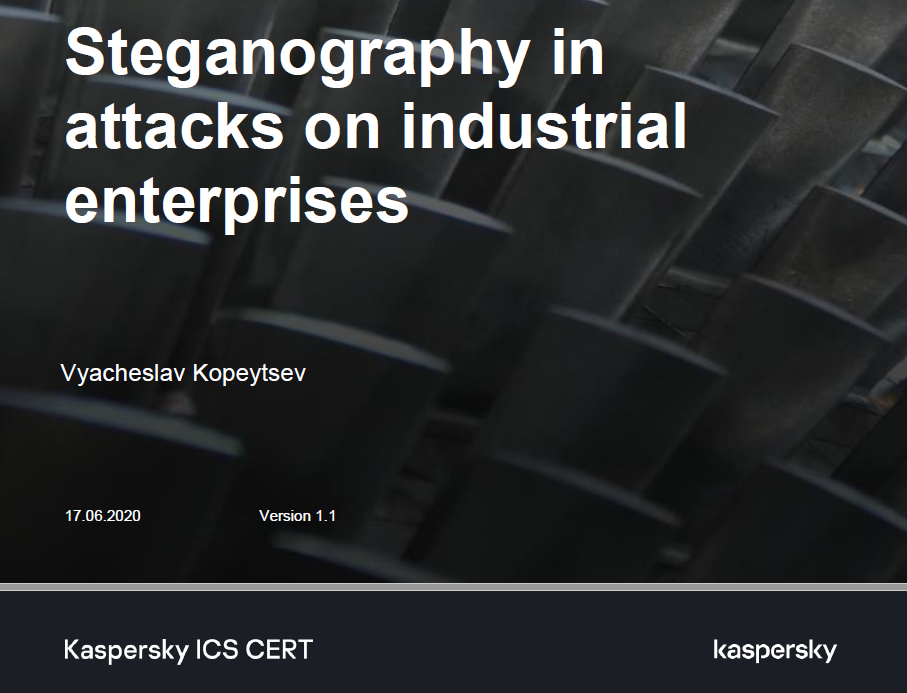 Steganography in
attacks on industrial
enterprises
Vyacheslav Kopeytsev
17.06.2020 Version 1.1
Kaspersky ICS CERT kaspersky